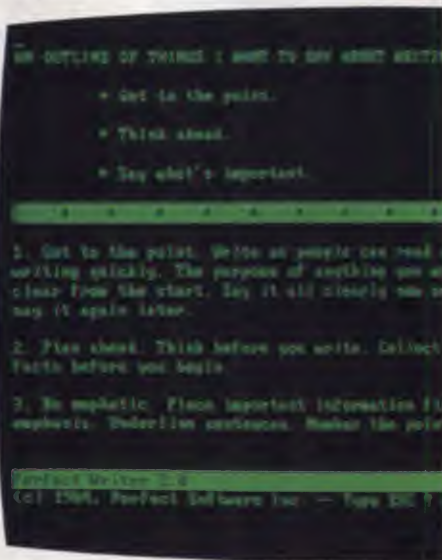 AN OUTLINE OF THINGS I WANT TO SAY ABOUT
* Get to the point.
* Think ahead.
* Say what's important.
1. Get to the point. Write so people can read
writing quickly. The purpose of anything you
clear from the start. Say it all clearly now
say it again later.
2. Plan ahead. Think before you write. Collect
facts before you begin.
3. Be emphatic. Place important information
emphasis. Underline sentences. Number the
Perfect Writer 2.0
(c) 1984, Perfect Software Inc. -- Type ESC ?